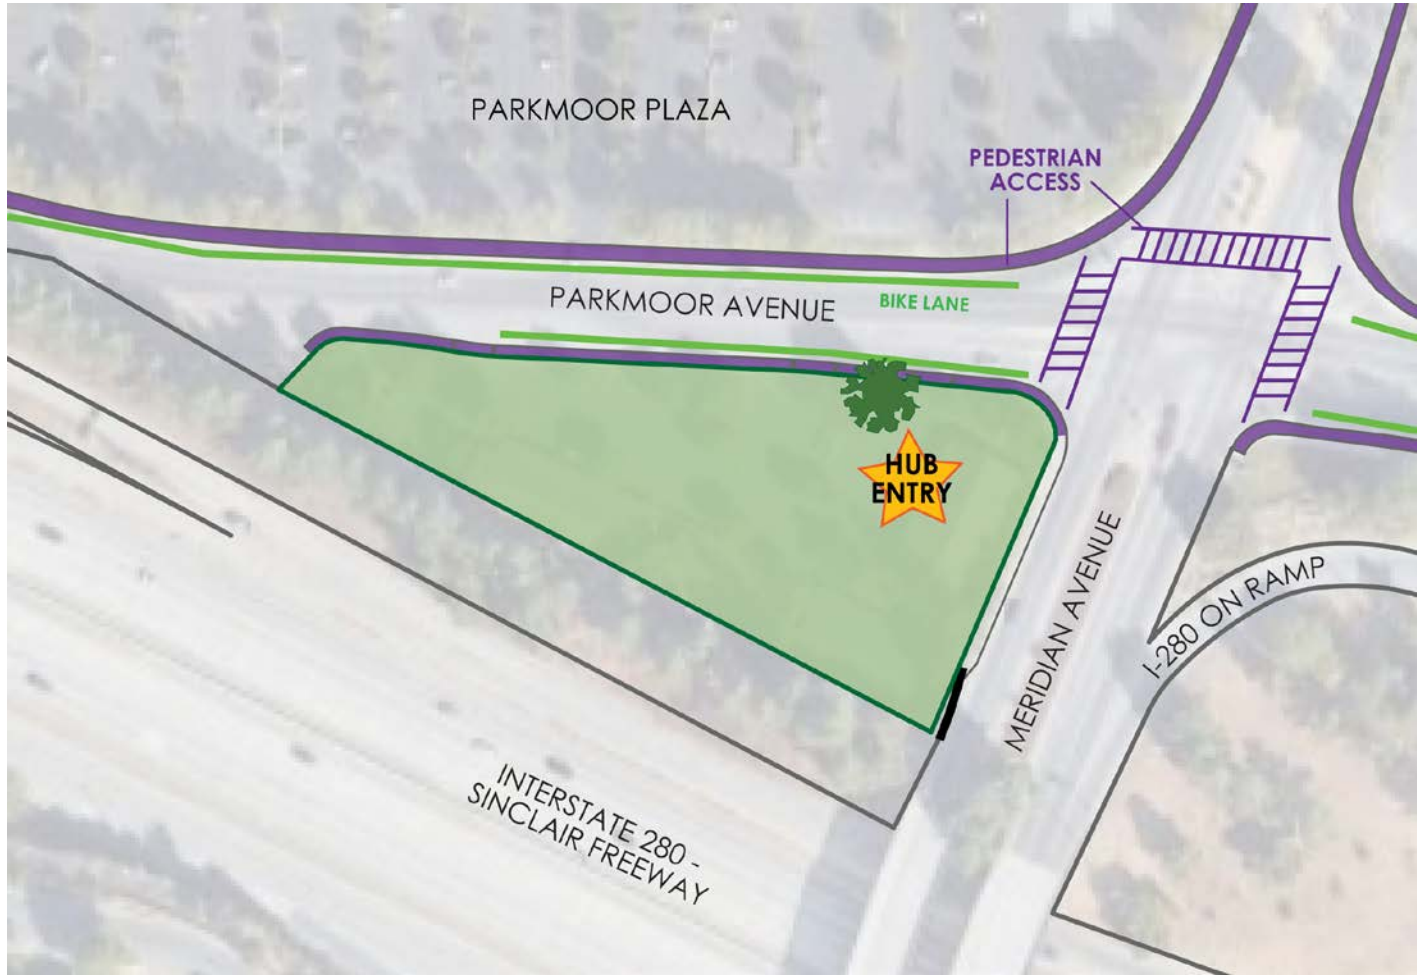 PARKMOOR PLAZA
PEDESTRIAN
ACCESS
PARKMOOR AVENUE
BIKE LANE
HUB
ENTRY
MERIDIAN AVENUE
I-280 ON RAMP
INTERSTATE 280 -
SINCLAIR FREEWAY